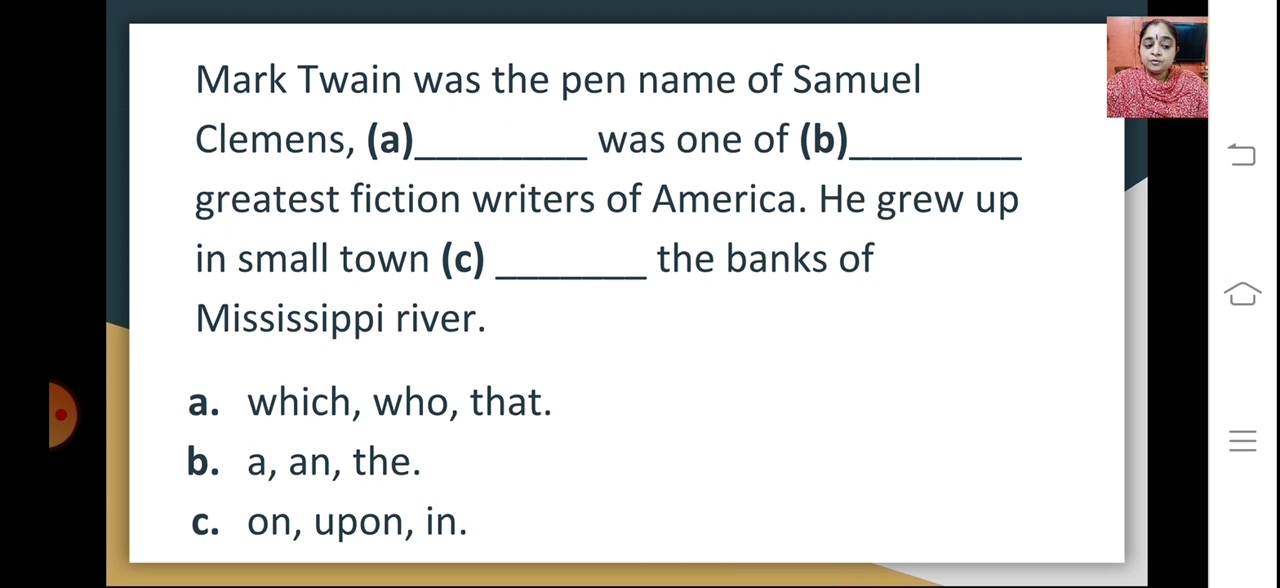 Mark Twain was the pen name of Samuel
Clemens, (a)________ was one of (b)________
greatest fiction writers of America. He grew up
in small town (c) _______ the banks of
Mississippi river.
a. which, who, that.
b. a, an, the.
c. on, upon, in.